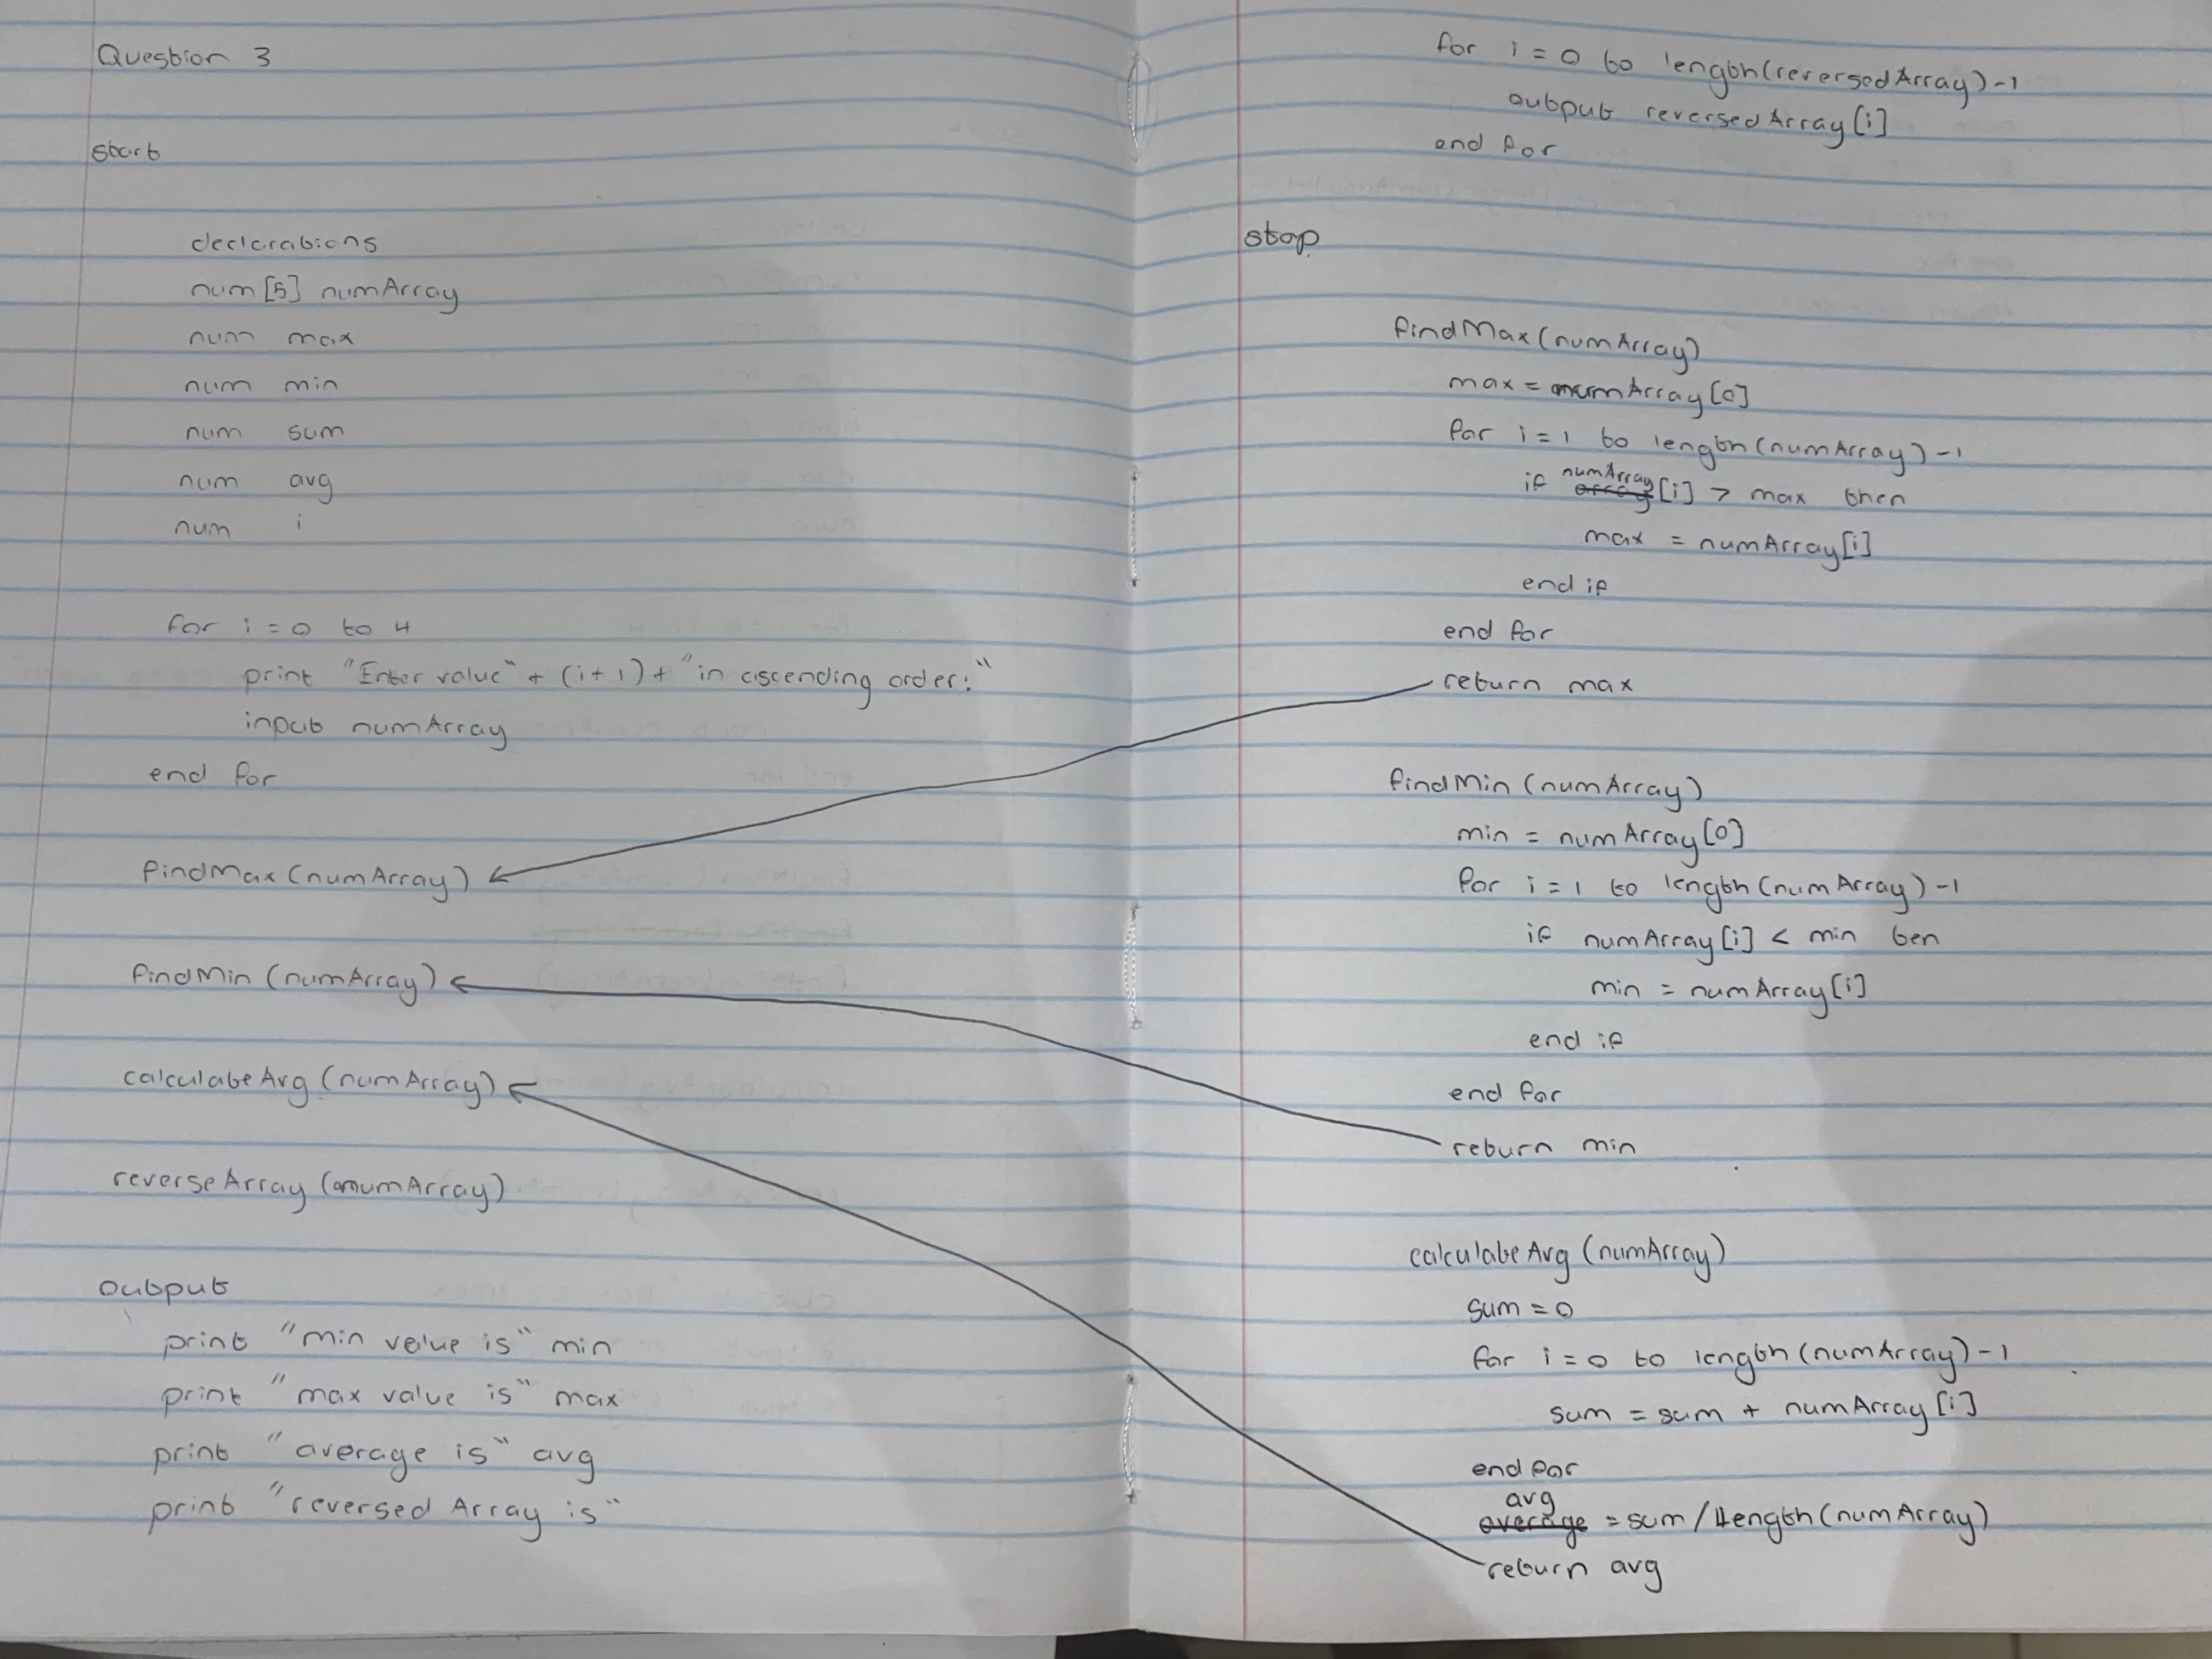 Question 3
start
declarations
num[5] numArray
num max
num min
num sum
num avg
num i
for i = 0 to 4
print "Enter value" + (i+1) + "in ascending order:"
input numArray
end for
findMax(numArray)
findMin(numArray)
calculateAvg(numArray)
reverseArray(numArray)
output
print "min value is" min
print "max value is" max
print "average is" avg
print "reversed Array is"
for i = 0 to length(reversedArray)-1
output reversedArray[i]
end for
stop
findMax(numArray)
max = numArray[0]
for i = 1 to length(numArray)-1
if numArray[i] > max then
max = numArray[i]
end if
end for
return max
findMin(numArray)
min = numArray[0]
for i = 1 to length(numArray)-1
if numArray[i] < min ten
min = numArray[i]
end if
end for
return min
calculateAvg(numArray)
sum = 0
for i = 0 to length(numArray)-1
sum = sum + numArray[i]
end for
avg = sum/length(numArray)
return avg